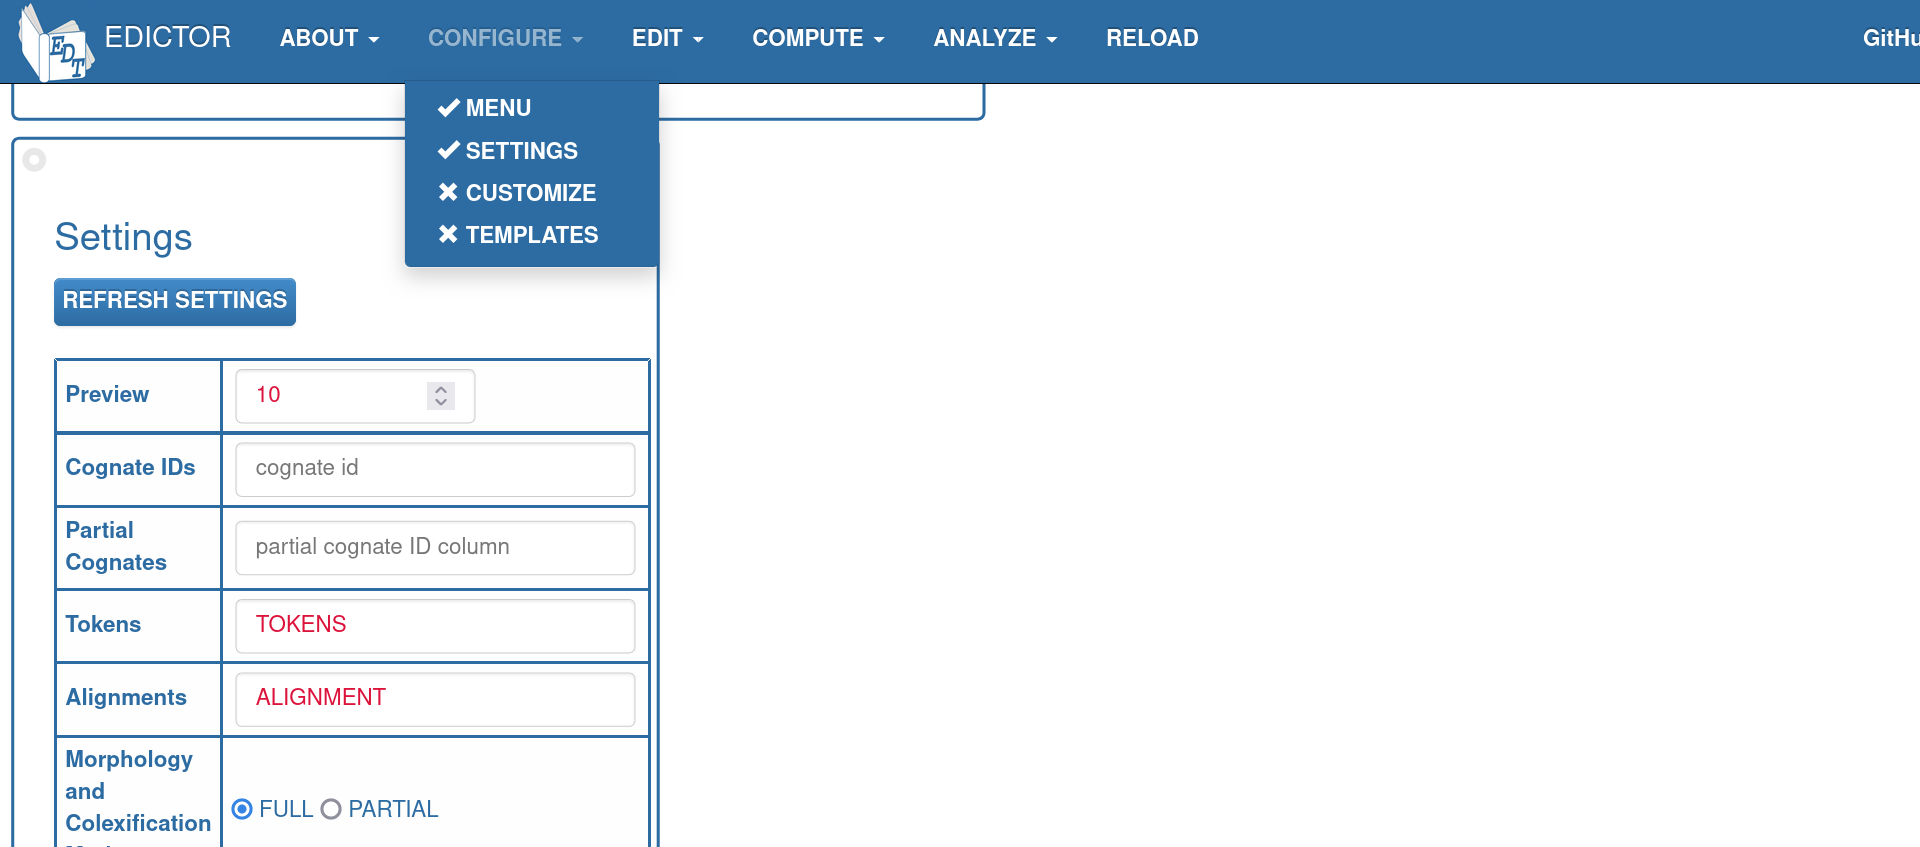 EDT
EDICTOR
ABOUT CONFIGURE EDIT COMPUTE ANALYZE RELOAD
GitHu
MENU
SETTINGS
CUSTOMIZE
TEMPLATES
Settings
REFRESH SETTINGS
Preview 10
Cognate IDs cognate id
Partial
Cognates
partial cognate ID column
Tokens TOKENS
Alignments ALIGNMENT
Morphology
and
Colexification
FULL PARTIAL